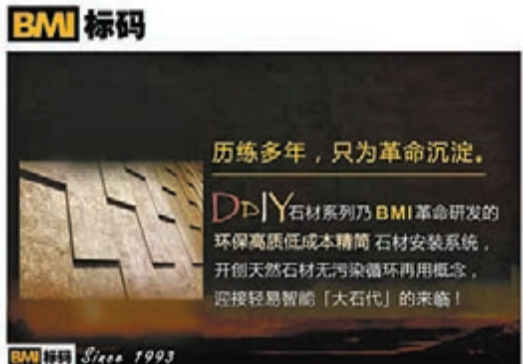 BMI 标码
历练多年，只为革命沉淀。
DDIY石材系列乃 BMI 革命研发的
环保高质低成本精简 石材安装系统，
开创天然石材无污染循环再用概念，
迎接轻易智能「大石代」的来临！
BMI 标码 Since 1993